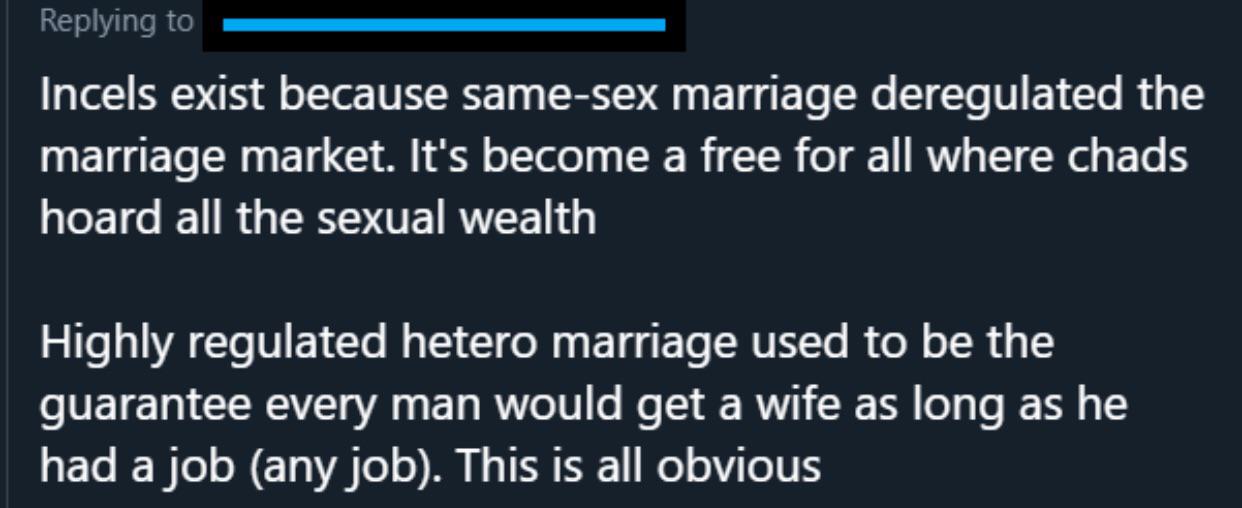 Replying to
Incels exist because same-sex marriage deregulated the
marriage market. It's become a free for all where chads
hoard all the sexual wealth
Highly regulated hetero marriage used to be the
guarantee every man would get a wife as long as he
had a job (any job). This is all obvious